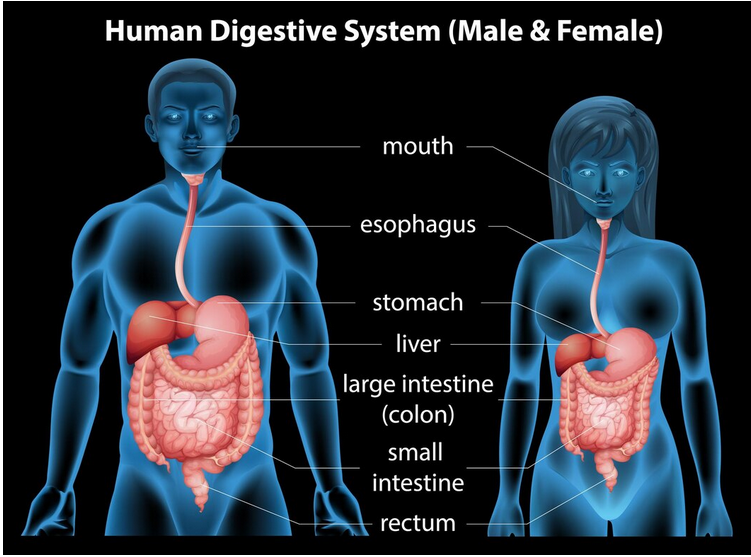 Human Digestive System (Male & Female)
mouth
esophagus
stomach
liver
large intestine
(colon)
small
intestine
rectum